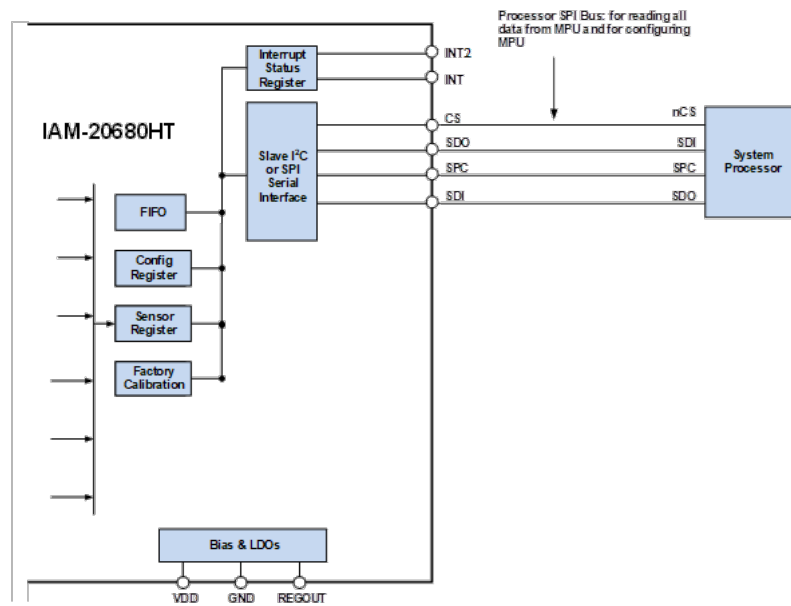 Processor SPI Bus: for reading all
data from MPU and for configuring
MPU
Interrupt
Status
Register
INT2
INT
IAM-20680HT
Slave I²C
or SPI
Serial
Interface
CS
SDO
SPC
SDI
nCS
SDI
SPC
SDO
System
Processor
FIFO
Config
Register
Sensor
Register
Factory
Calibration
Bias & LDOs
VDD
GND
REGOUT